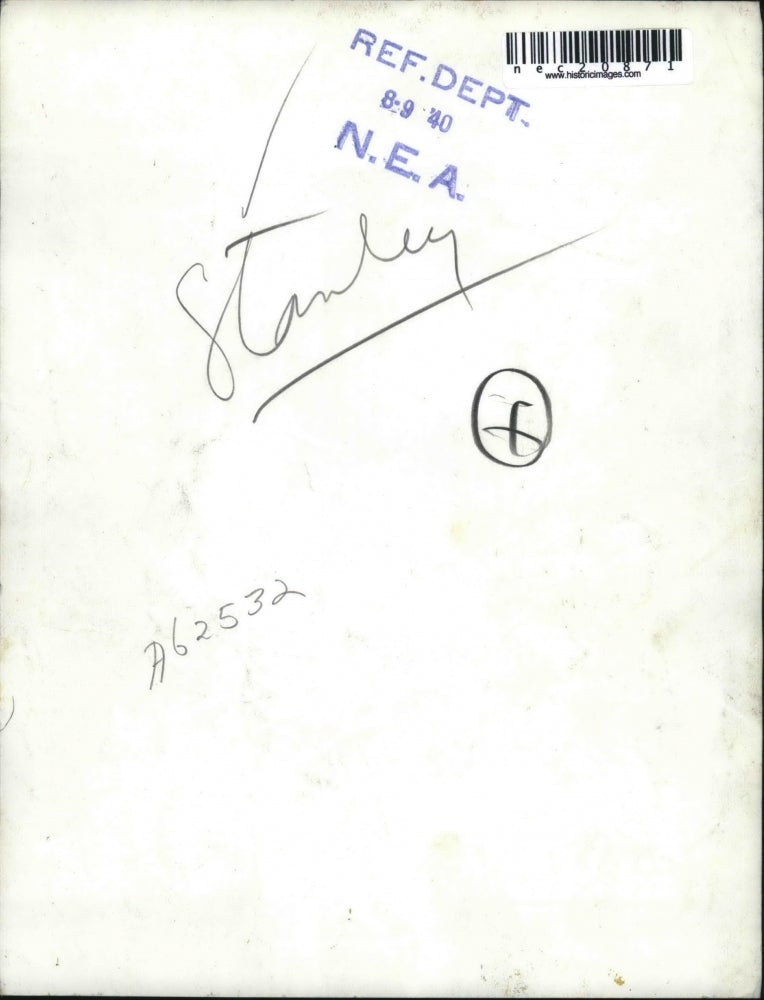 nec20871
www.historicimages.com
REF. DEPT.
8-9 '40
N.E.A.
Stanley
A62532